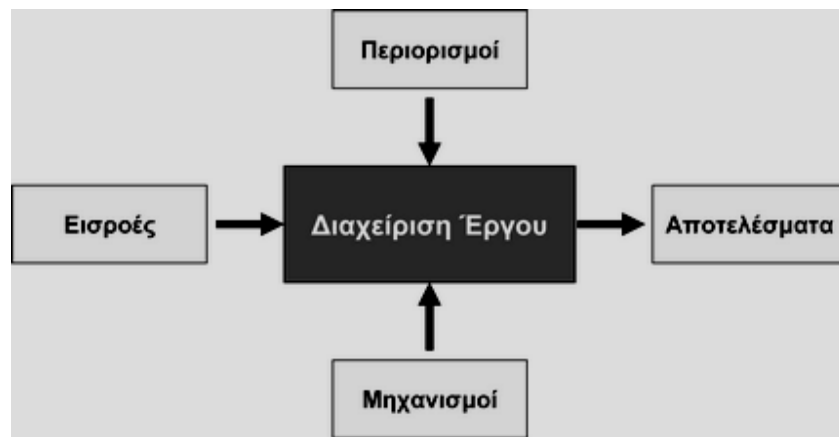 Περιορισμοί
Εισροές
Διαχείριση Έργου
Αποτελέσματα
Μηχανισμοί